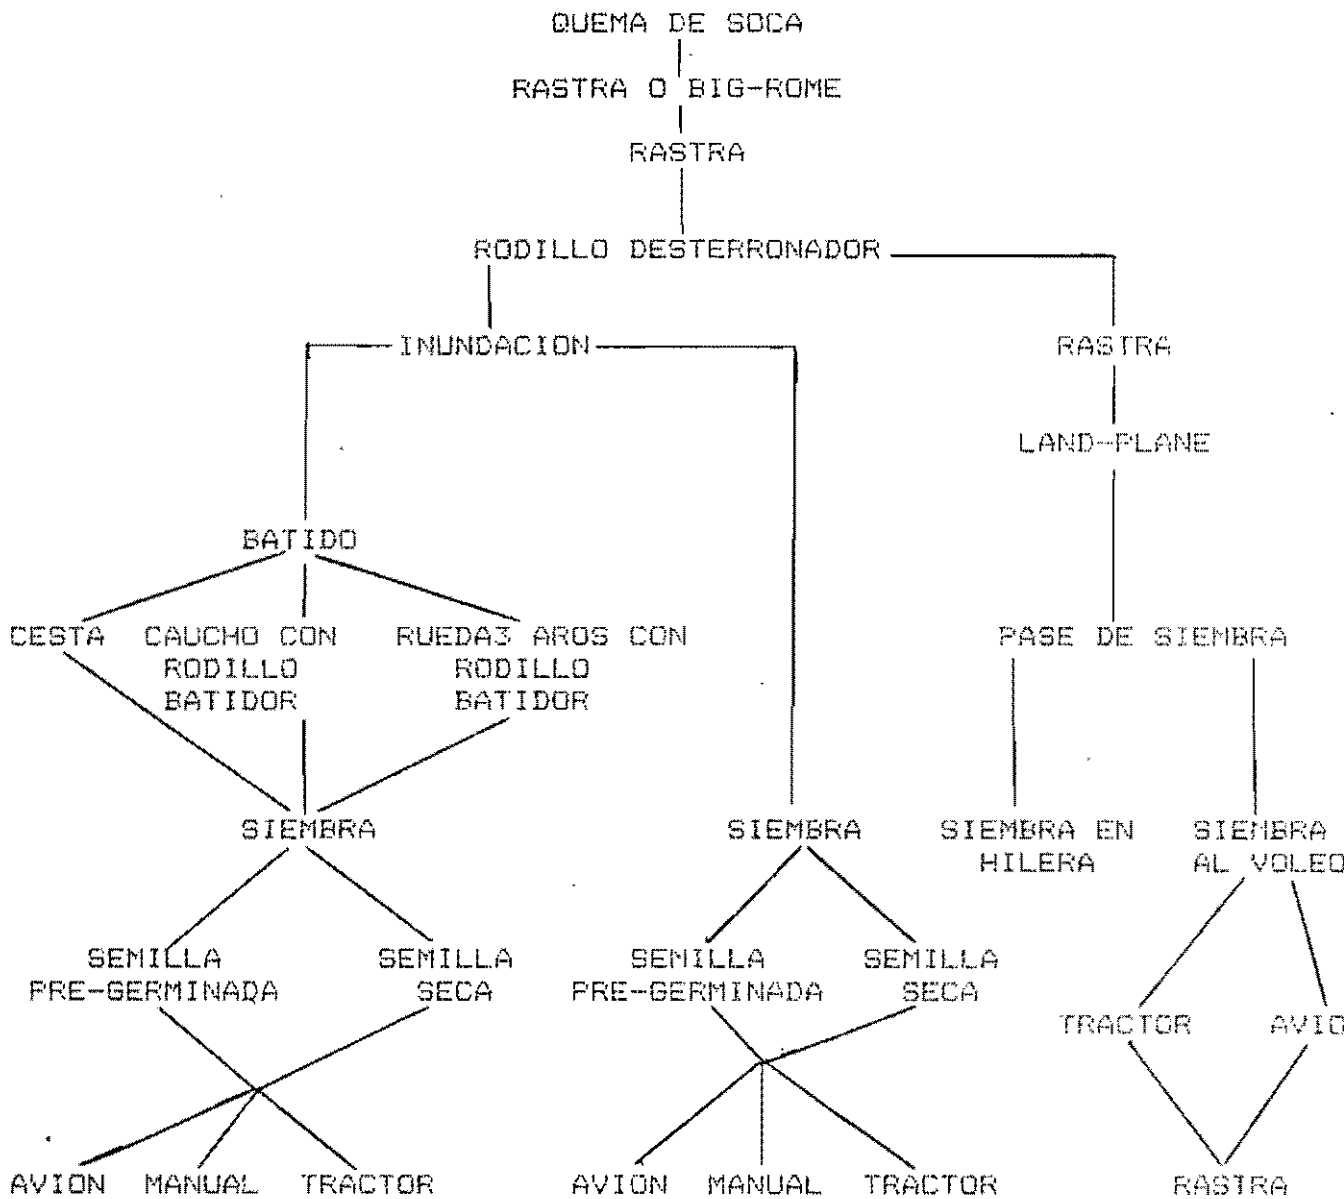 QUEMA DE SOCA
RASTRA O BIG-ROME
RASTRA
RODILLO DESTERRONADOR
INUNDACION
RASTRA
LAND-PLANE
BATIDO
CESTA CAUCHO CON RUEDA3 AROS CON PASE DE SIEMBRA
RODILLO RODILLO
BATIDOR BATIDOR
SIEMBRA SIEMBRA SIEMBRA EN SIEMBRA
HILERA AL VOLEO
SEMILLA SEMILLA SEMILLA SEMILLA
PRE-GERMINADA SECA PRE-GERMINADA SECA
TRACTOR AVIO
AVION MANUAL TRACTOR AVION MANUAL TRACTOR RASTRA